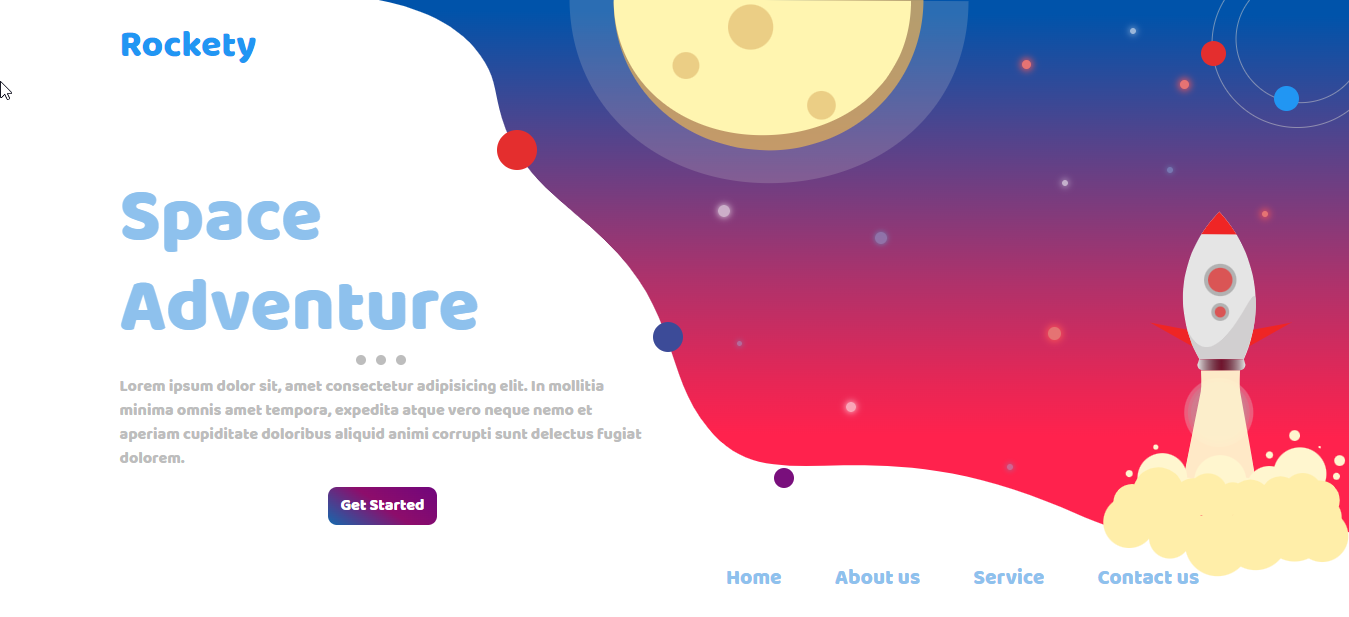 Rockety
Space
Adventure
Lorem ipsum dolor sit, amet consectetur adipisicing elit. In mollitia
minima omnis amet tempora, expedita atque vero neque nemo et
aperiam cupiditate doloribus aliquid animi corrupti sunt delectus fugiat
dolorem.
Get Started
Home About us Service Contact us